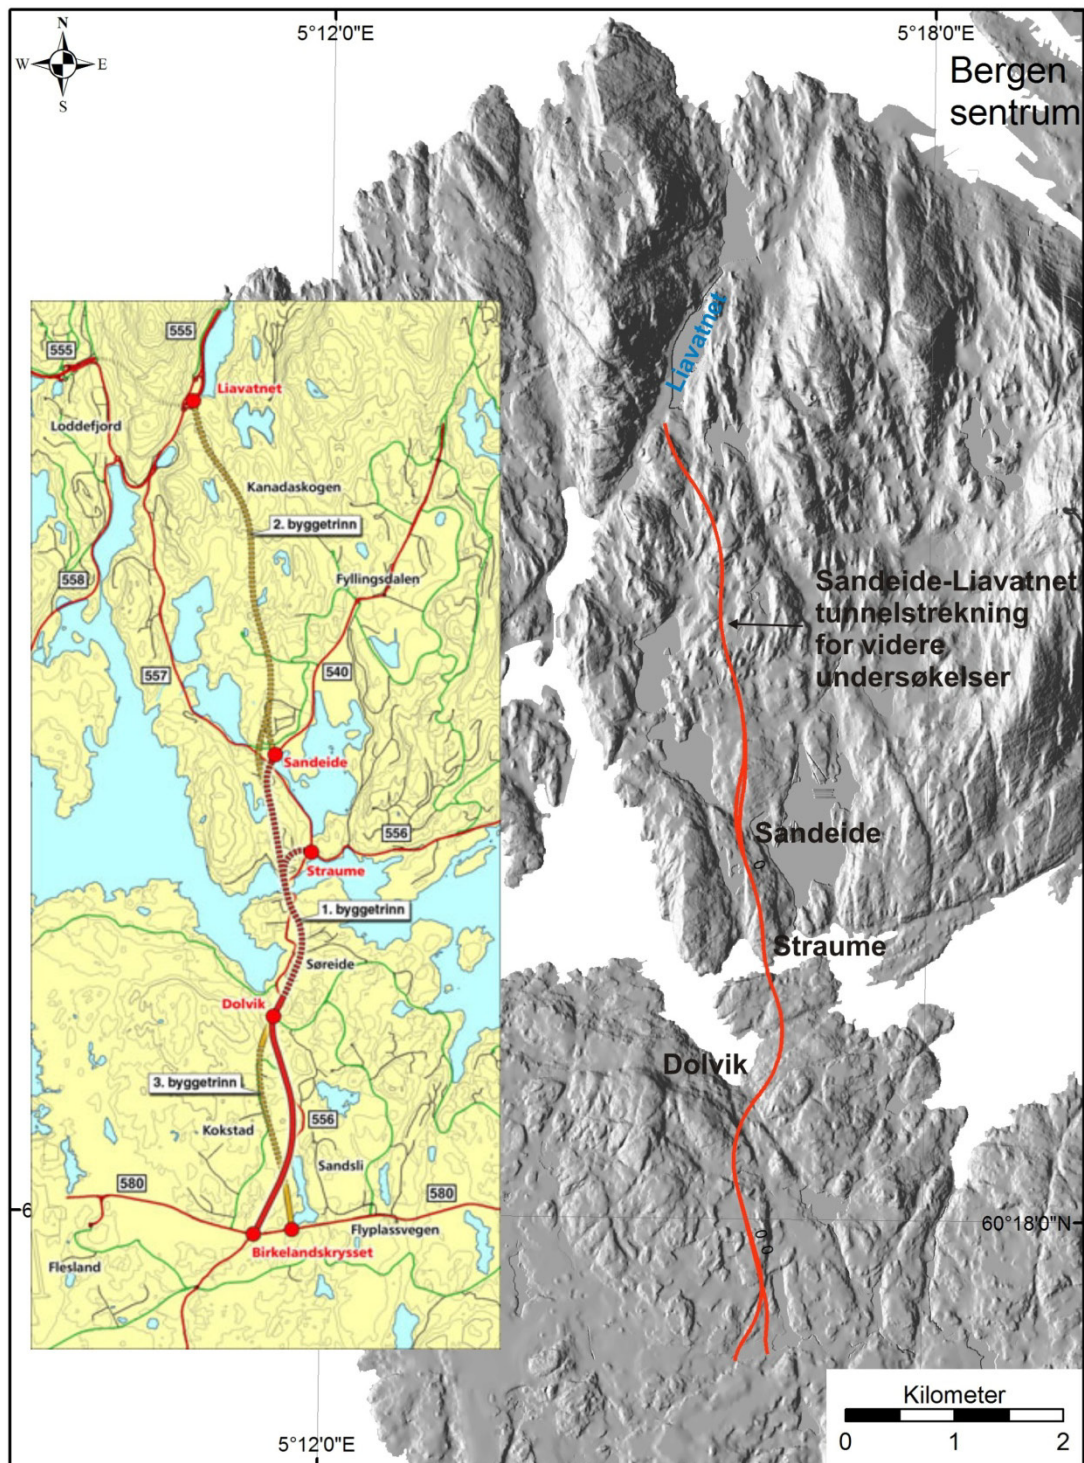 N
W
E
S
5°12'0"E
5°18'0"E
Bergen
sentrum
Liavatnet
Sandeide-Liavatnet
tunnelstrekning
for videre
undersøkelser
Sandeide
Straume
Dolvik
60°18'0"N
5°12'0"E
Kilometer
0
1
2
555
555
Liavatnet
Loddefjord
Kanadaskogen
2. byggetrinn
558
Fyllingsdalen
557
540
Sandeide
556
Straume
1. byggetrinn
Søreide
Dolvik
3. byggetrinn
Kokstad
556
Sandsli
580
580
Flyplassvegen
Birkelandskrysset
Flesland